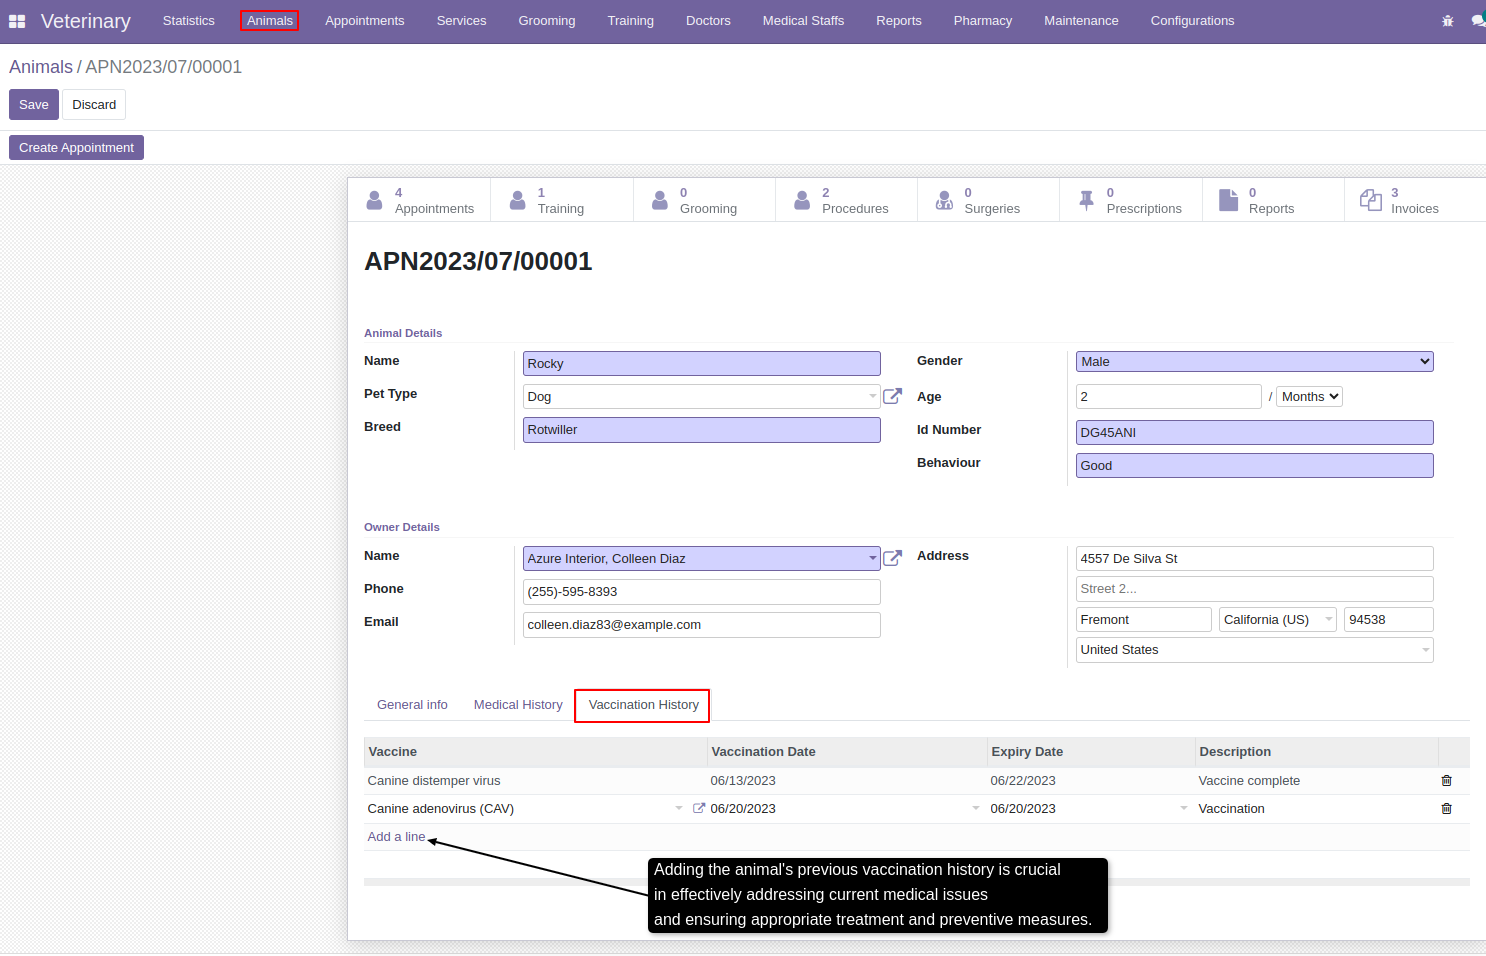 Veterinary Statistics Animals Appointments Services Grooming Training Doctors Medical Staffs Reports Pharmacy Maintenance Configurations
Animals / APN2023/07/00001
Save Discard
Create Appointment
4 Appointments
1 Training
0 Grooming
2 Procedures
0 Surgeries
0 Prescriptions
0 Reports
3 Invoices
APN2023/07/00001
Animal Details
Name Rocky
Pet Type Dog
Breed Rotwiller
Gender Male
Age 2 / Months
Id Number DG45ANI
Behaviour Good
Owner Details
Name Azure Interior, Colleen Diaz
Phone (255)-595-8393
Email colleen.diaz83@example.com
Address 4557 De Silva St
Street 2...
Fremont California (US) 94538
United States
General info Medical History Vaccination History
Vaccine Vaccination Date Expiry Date Description
Canine distemper virus 06/13/2023 06/22/2023 Vaccine complete
Canine adenovirus (CAV) 06/20/2023 06/20/2023 Vaccination
Add a line
Adding the animal's previous vaccination history is crucial
in effectively addressing current medical issues
and ensuring appropriate treatment and preventive measures.